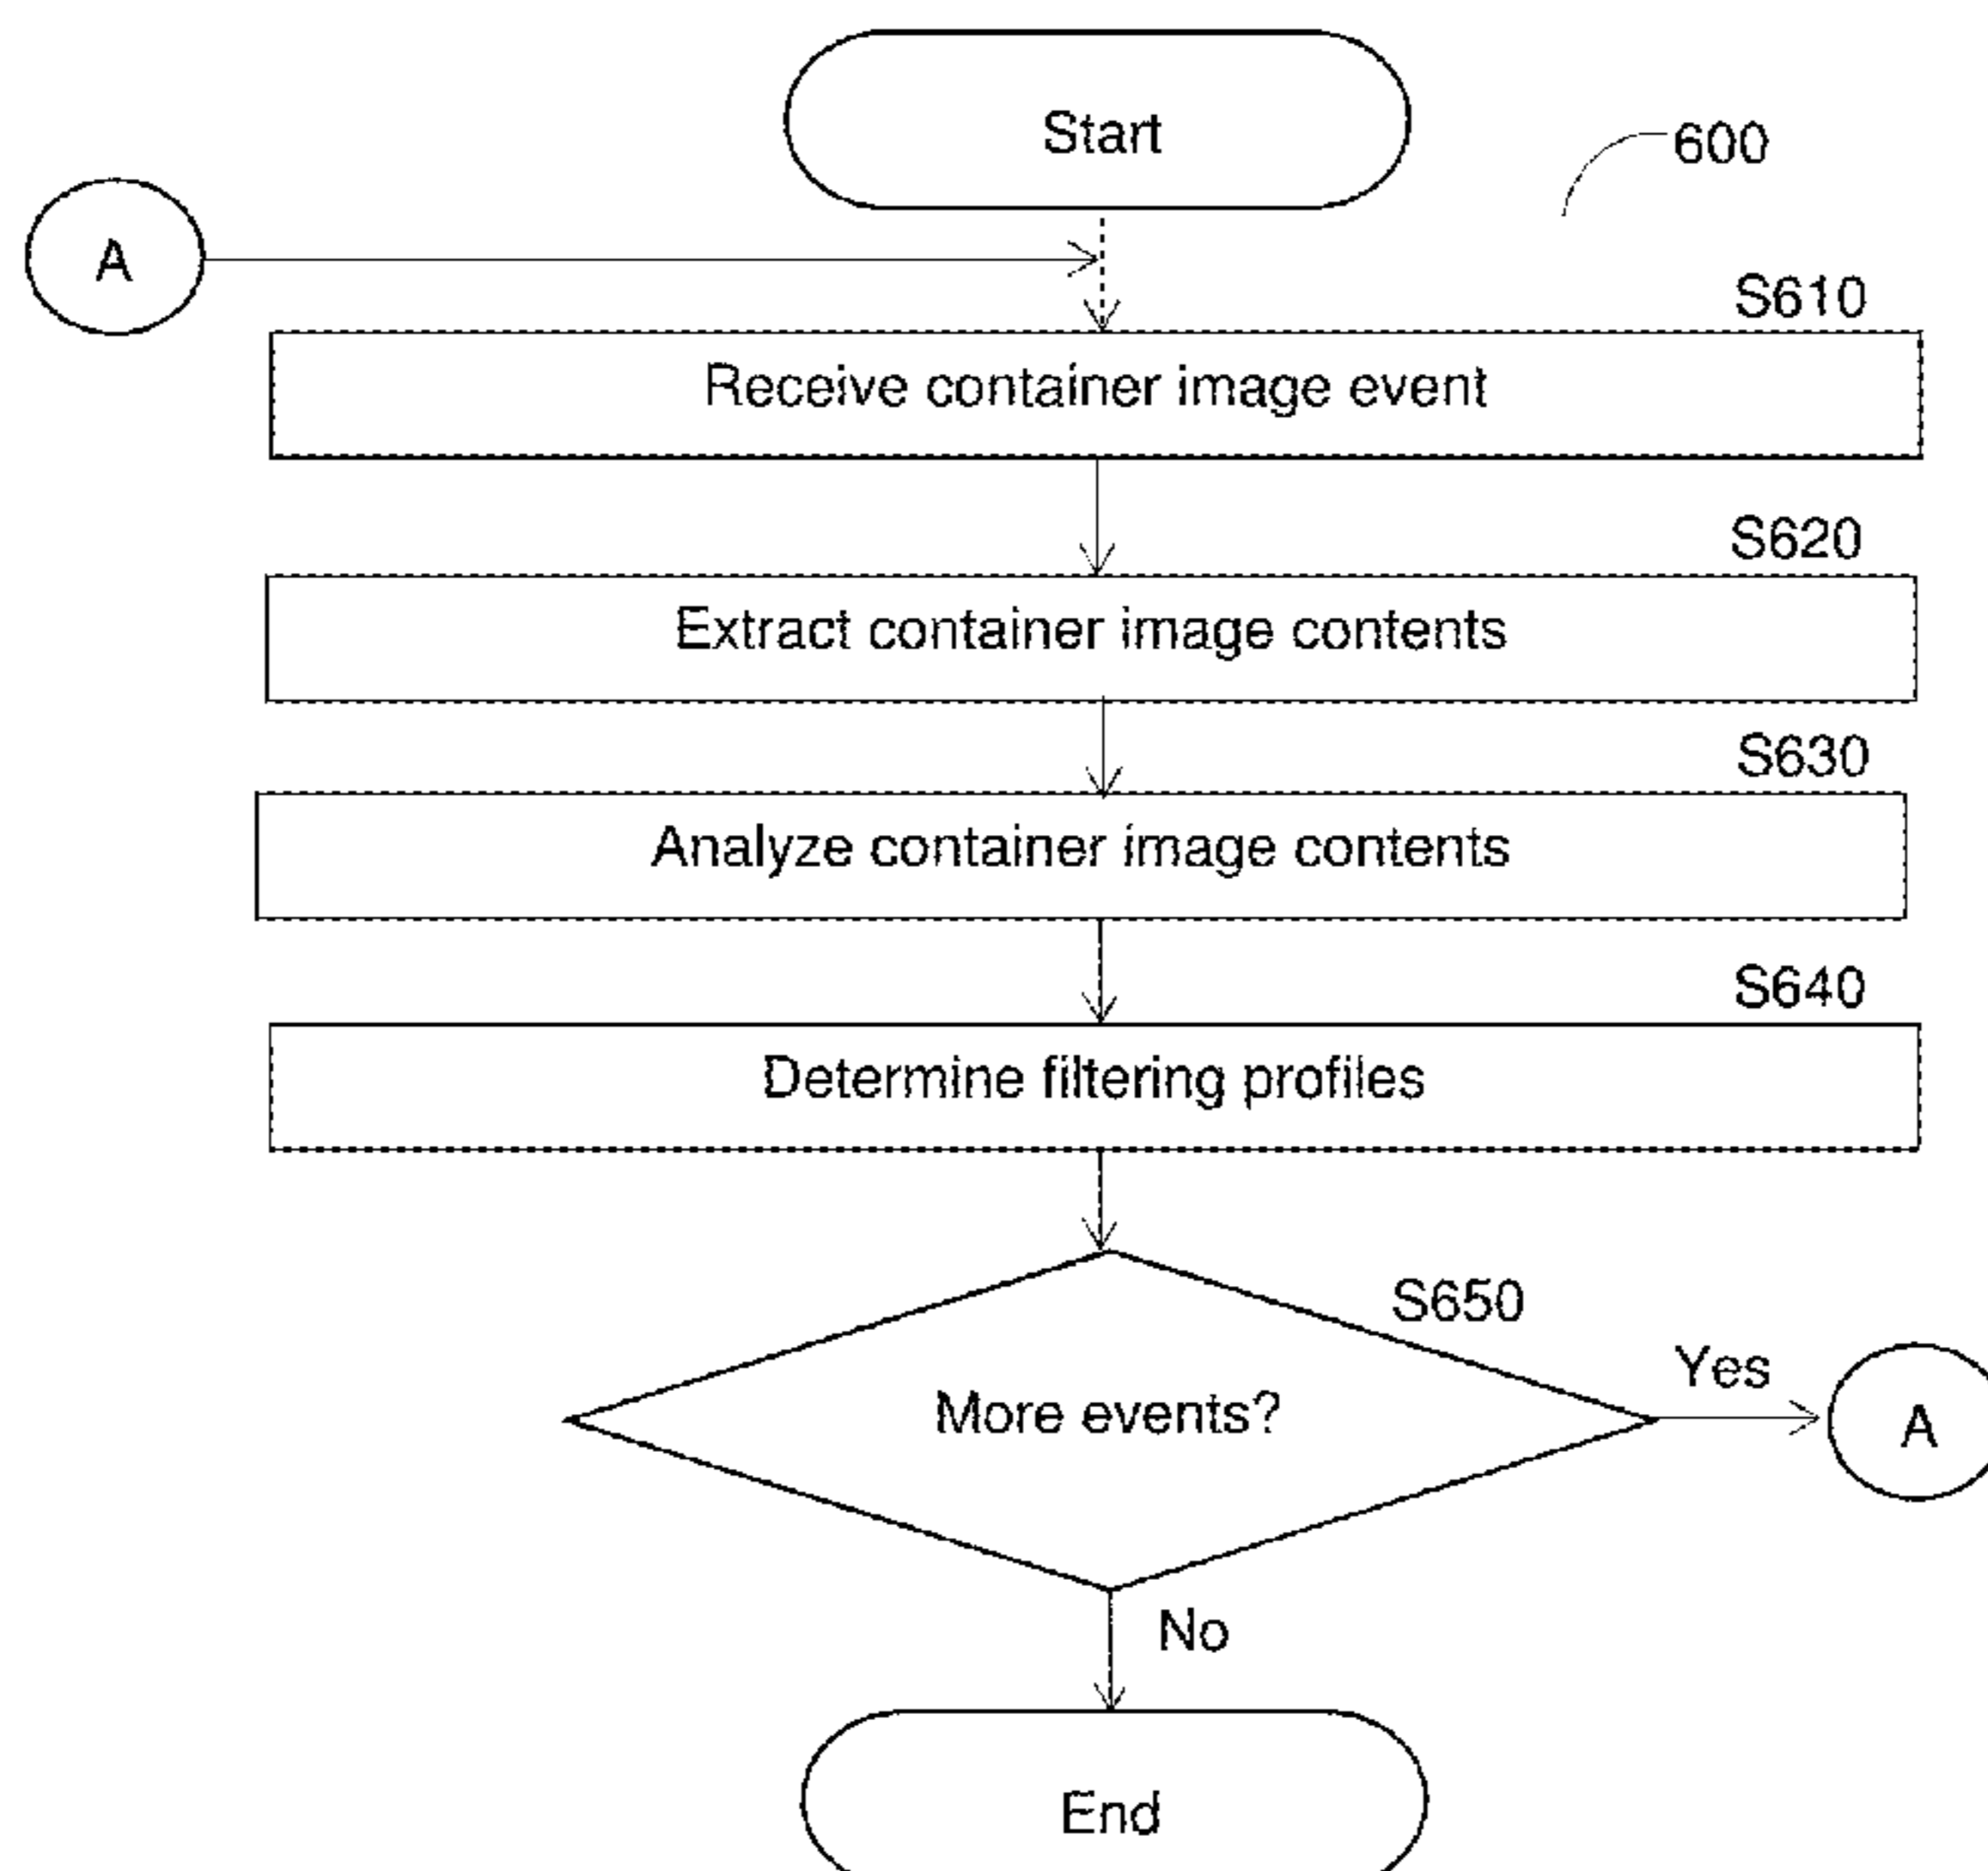 Start
600
A
S610
Receive container image event
S620
Extract container image contents
S630
Analyze container image contents
S640
Determine filtering profiles
S650
More events?
Yes
A
No
End